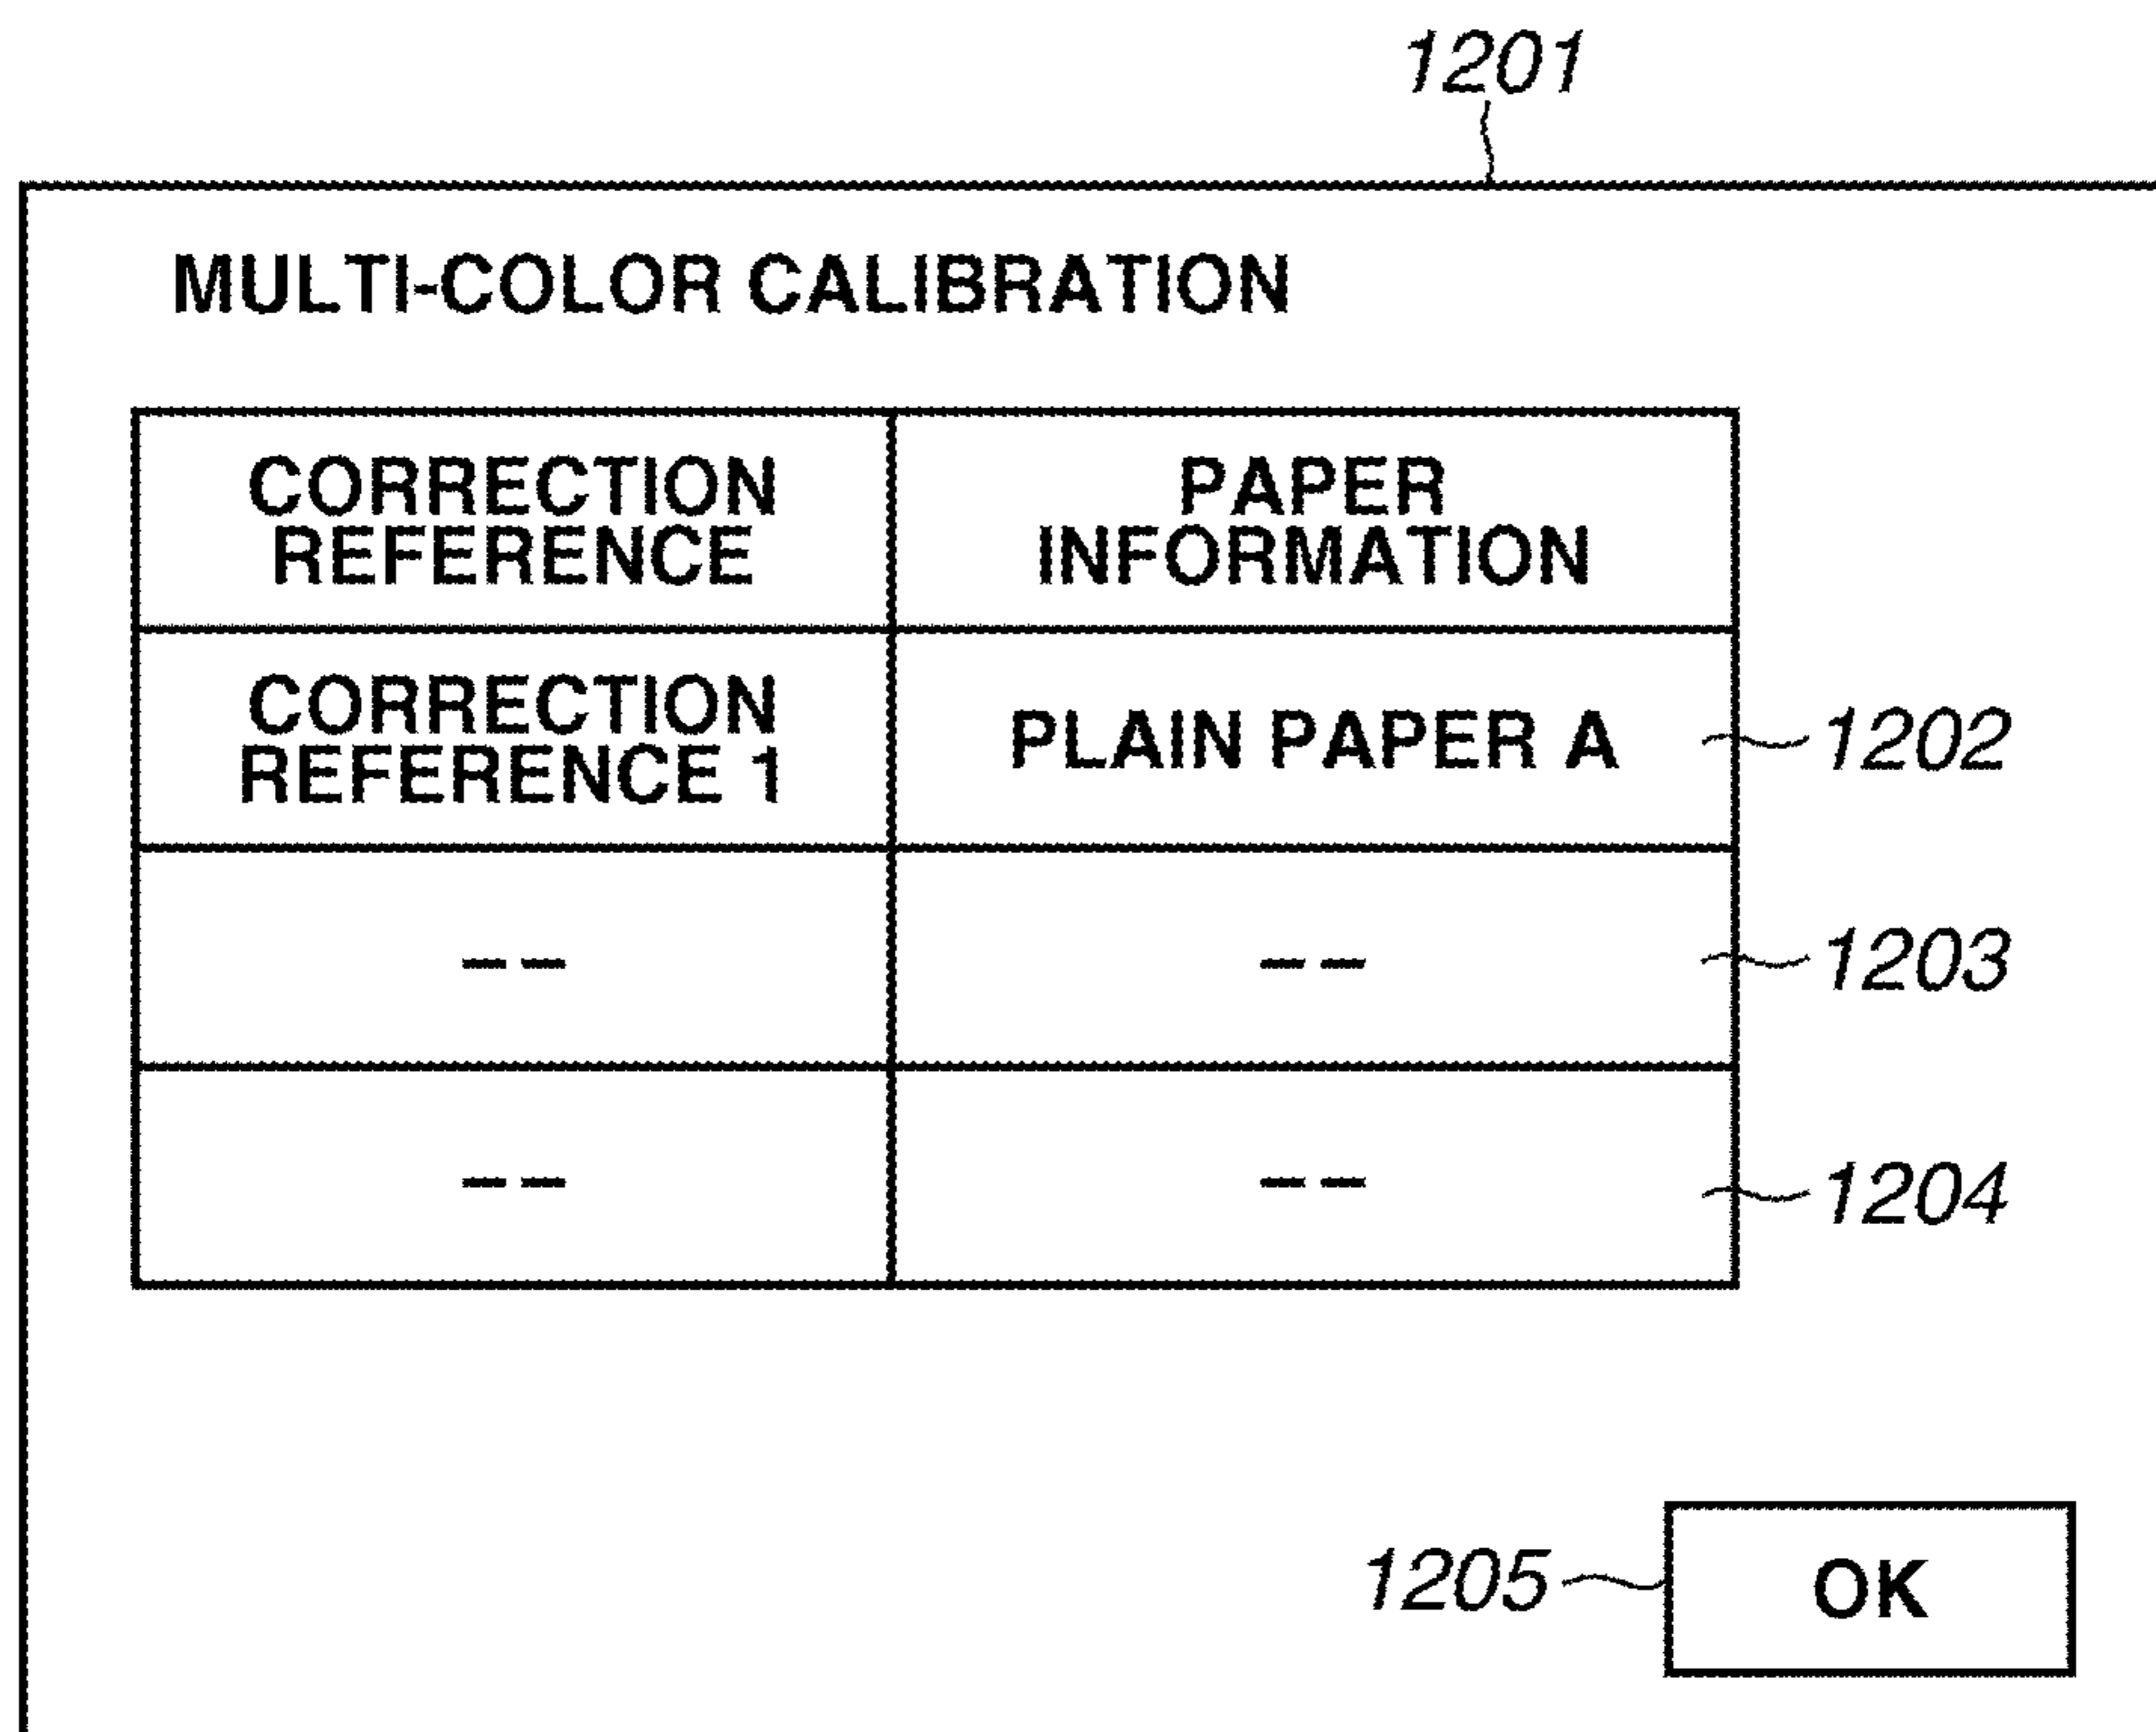 1201
MULTI-COLOR CALIBRATION
CORRECTION
REFERENCE
PAPER
INFORMATION
CORRECTION
REFERENCE 1
PLAIN PAPER A
1202
-- --
1203
-- --
1204
1205
OK